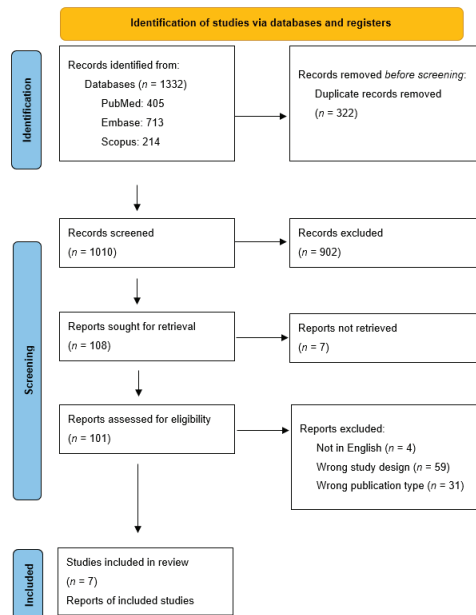 Identification of studies via databases and registers
Identification
Records identified from:
Databases (n = 1332)
PubMed: 405
Embase: 713
Scopus: 214
Records removed before screening:
Duplicate records removed
(n = 322)
Screening
Records screened
(n = 1010)
Records excluded
(n = 902)
Reports sought for retrieval
(n = 108)
Reports not retrieved
(n = 7)
Reports assessed for eligibility
(n = 101)
Reports excluded:
Not in English (n = 4)
Wrong study design (n = 59)
Wrong publication type (n = 31)
Included
Studies included in review
(n = 7)
Reports of included studies